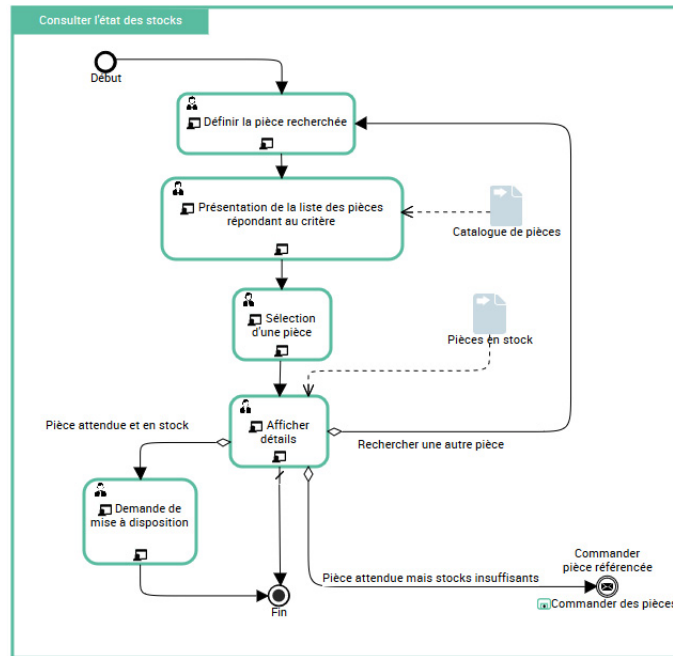 Consulter l'état des stocks
Début
Définir la pièce recherchée
Présentation de la liste des pièces
répondant au critère
Catalogue de pièces
Sélection
d'une pièce
Pièces en stock
Afficher
détails
Pièce attendue et en stock
Rechercher une autre pièce
Demande de
mise à disposition
Commander
pièce référencée
Pièce attendue mais stocks insuffisants
Commander des pièces
Fin